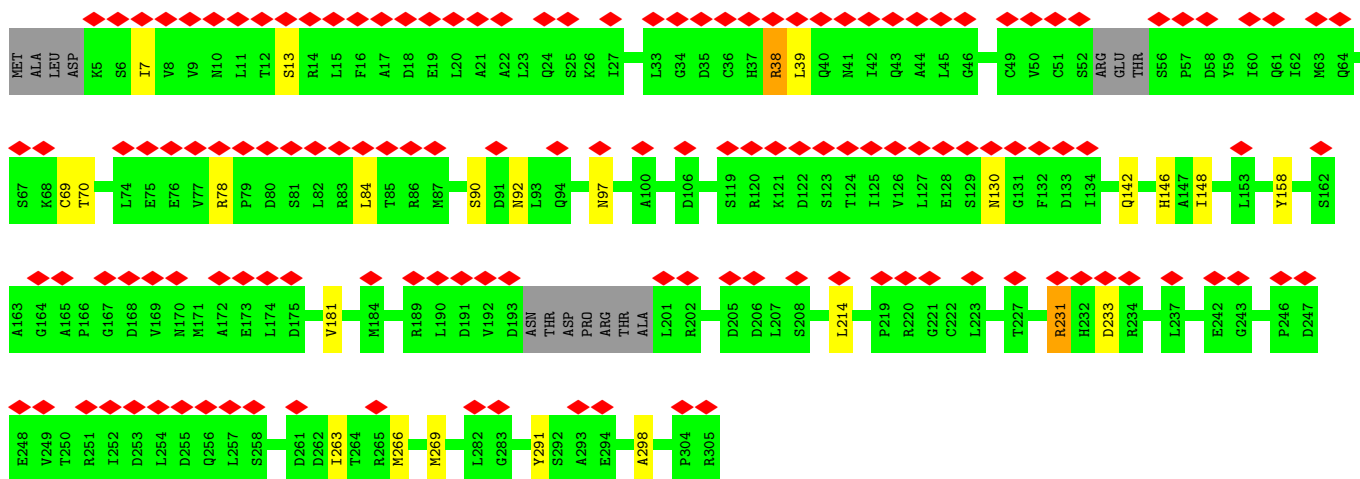 MET ALA LEU ASP K5 S6 I7 V8 V9 N10 L11 T12 S13 R14 L15 F16 A17 D18 E19 L20 A21 A22 L23 Q24 S25 K26 I27 L33 G34 D35 C36 H37 R38 L39 Q40 N41 I42 Q43 A44 L45 G46 C49 V50 C51 S52 ARG GLU THR S56 P57 D58 Y59 I60 Q61 I62 M63 Q64
S67 K68 C69 T70 L74 E75 E76 V77 R78 P79 D80 S81 L82 R83 L84 T85 R86 M87 S90 D91 N92 L93 Q94 N97 A100 D106 S119 R120 K121 D122 S123 T124 I125 V126 L127 E128 S129 N130 G131 F132 D133 I134 Q142 H146 A147 I148 L153 Y158 S162
A163 G164 A165 P166 G167 D168 V169 N170 M171 A172 E173 L174 D175 V181 M184 R189 L190 D191 V192 D193 ASN THR ASP PRO ARG THR ALA L201 R202 D205 D206 L207 S208 L214 P219 R220 G221 C222 L223 T227 R231 H232 D233 R234 L237 E242 G243 P246 D247
E248 V249 T250 R251 I252 D253 L254 D255 Q256 L257 S258 D261 D262 I263 T264 R265 M266 M269 L282 G283 Y291 S292 A293 E294 A298 P304 R305